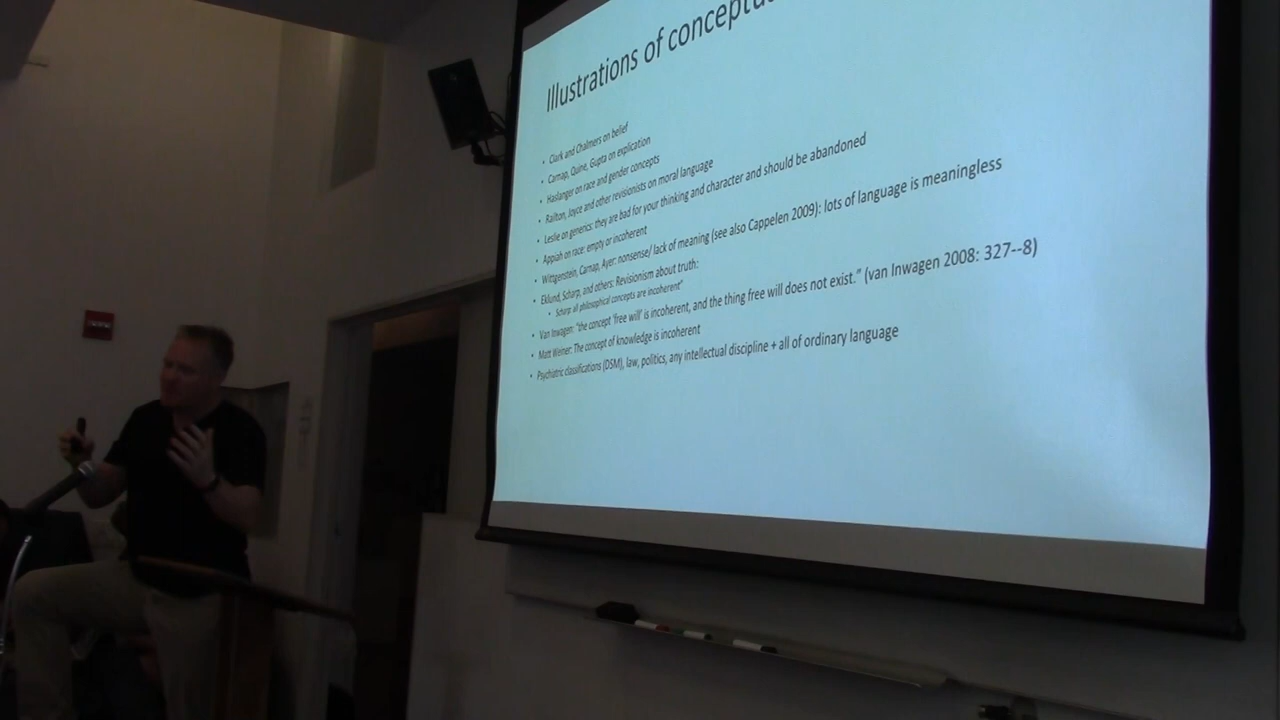 Illustrations of conceptu
• Clark and Chalmers on belief
• Carnap, Quine, Gupta on explication
• Haslanger on race and gender concepts
• Railton, Joyce and other revisionists on moral language
• Leslie on generics: they are bad for your thinking and character and should be abandoned
• Appiah on race: empty or incoherent
• Wittgenstein, Carnap, Ayer: nonsense/ lack of meaning (see also Cappelen 2009): lots of language is meaningless
• Eklund, Scharp, and others: Revisionism about truth:
• Scharp: all philosophical concepts are incoherent"
• Van Inwagen: "the concept 'free will' is incoherent, and the thing free will does not exist." (van Inwagen 2008: 327--8)
• Matt Weiner: The concept of knowledge is incoherent
• Psychiatric classifications (DSM), law, politics, any intellectual discipline + all of ordinary language